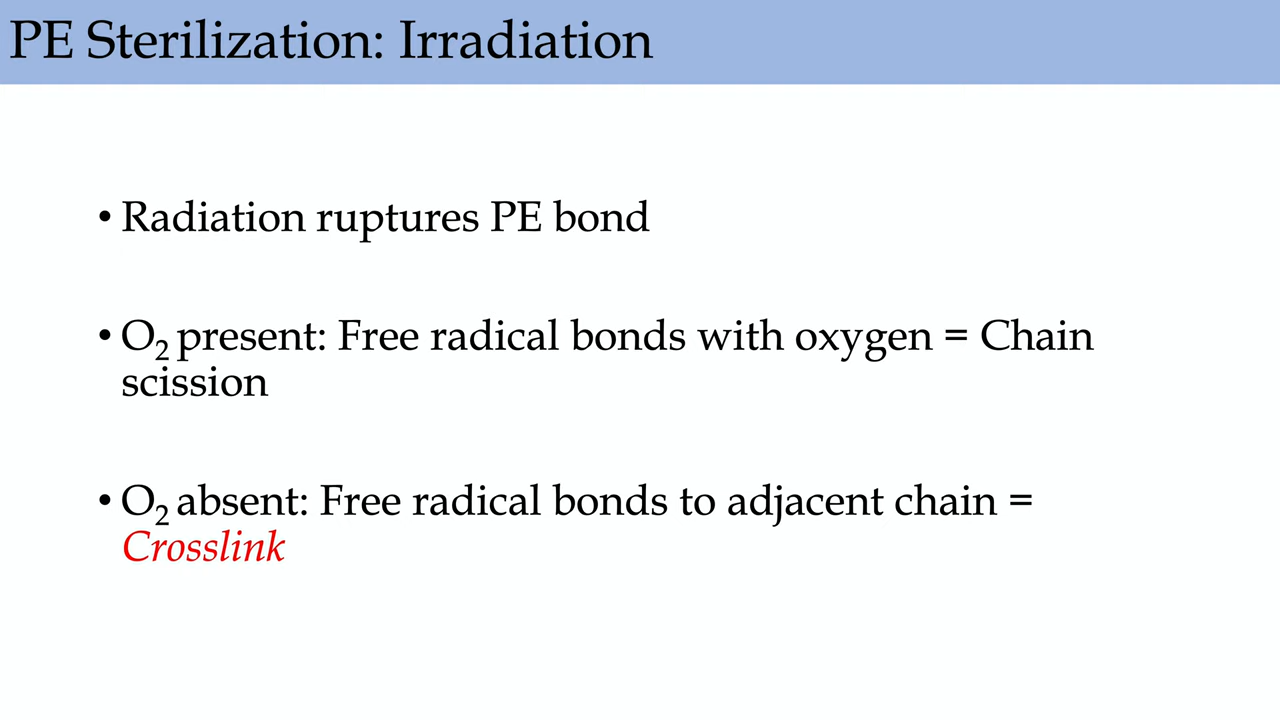 PE Sterilization: Irradiation
• Radiation ruptures PE bond
• O₂ present: Free radical bonds with oxygen = Chain
scission
• O₂ absent: Free radical bonds to adjacent chain =
Crosslink